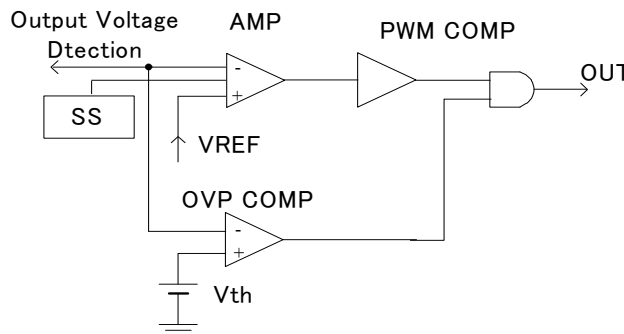 Output Voltage
Dtection
AMP
PWM COMP
-
+
SS
OUT
VREF
OVP COMP
-
+
Vth